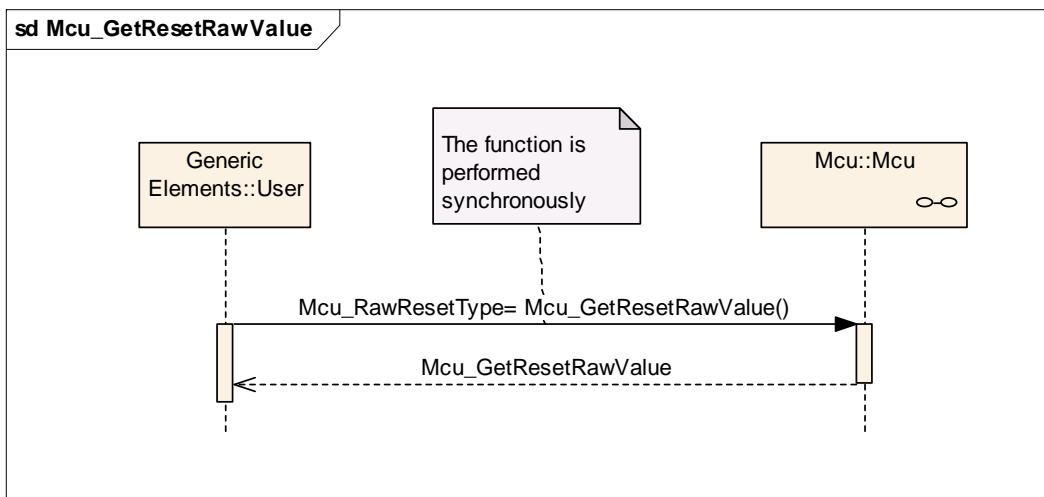 sd Mcu_GetResetRawValue
Generic
Elements::User
The function is
performed
synchronously
Mcu::Mcu
Mcu_RawResetType= Mcu_GetResetRawValue()
Mcu_GetResetRawValue